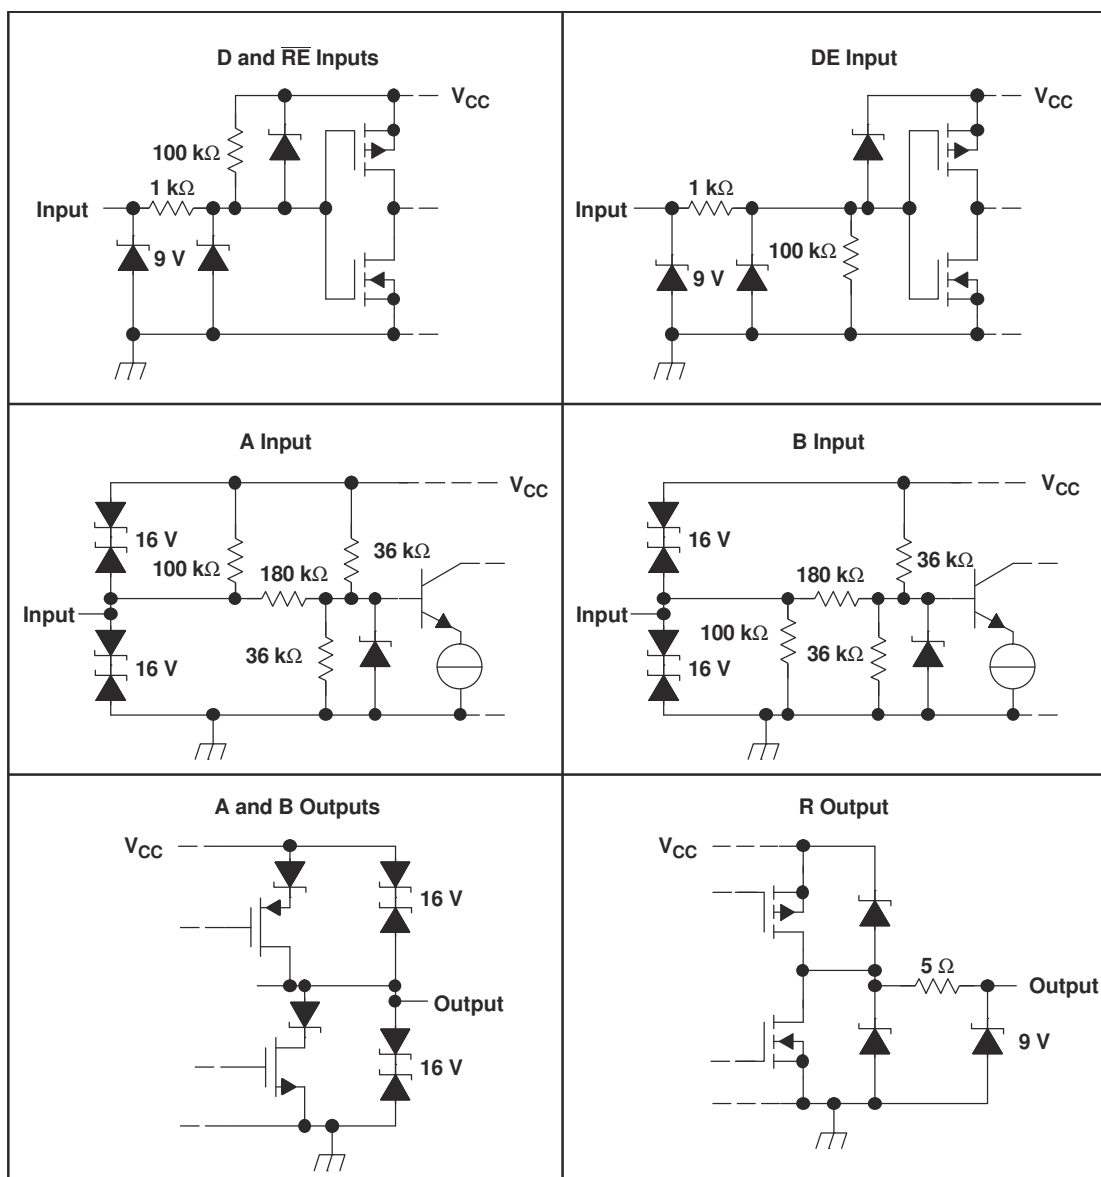 D and R̅E̅ Inputs
VCC
100 kΩ
1 kΩ
Input
9 V
DE Input
VCC
1 kΩ
Input
100 kΩ
9 V
A Input
VCC
16 V
36 kΩ
100 kΩ
180 kΩ
Input
36 kΩ
16 V
B Input
VCC
16 V
36 kΩ
180 kΩ
Input
100 kΩ
36 kΩ
16 V
A and B Outputs
VCC
16 V
Output
16 V
R Output
VCC
5 Ω
Output
9 V